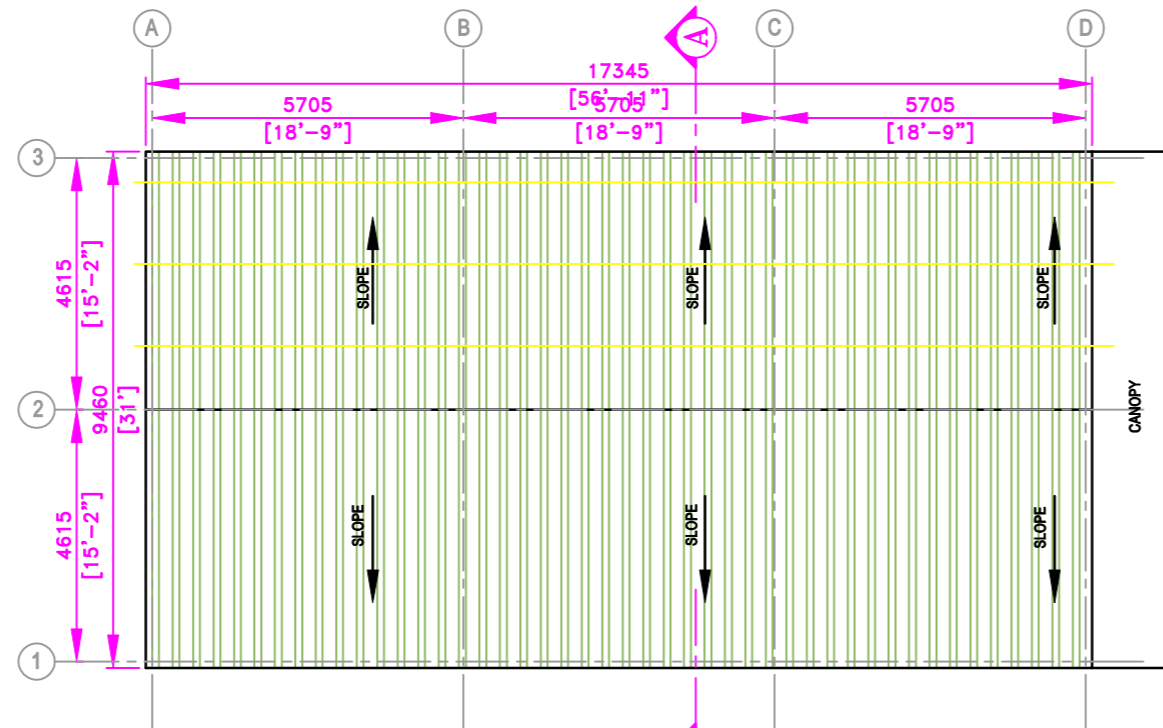 A
B
A
C
D
17345
[56'-11"]
5705
[18'-9"]
5705
[18'-9"]
5705
[18'-9"]
3
4615
[15'-2"]
SLOPE
SLOPE
SLOPE
2
9460
[31']
CANOPY
4615
[15'-2"]
SLOPE
SLOPE
SLOPE
1